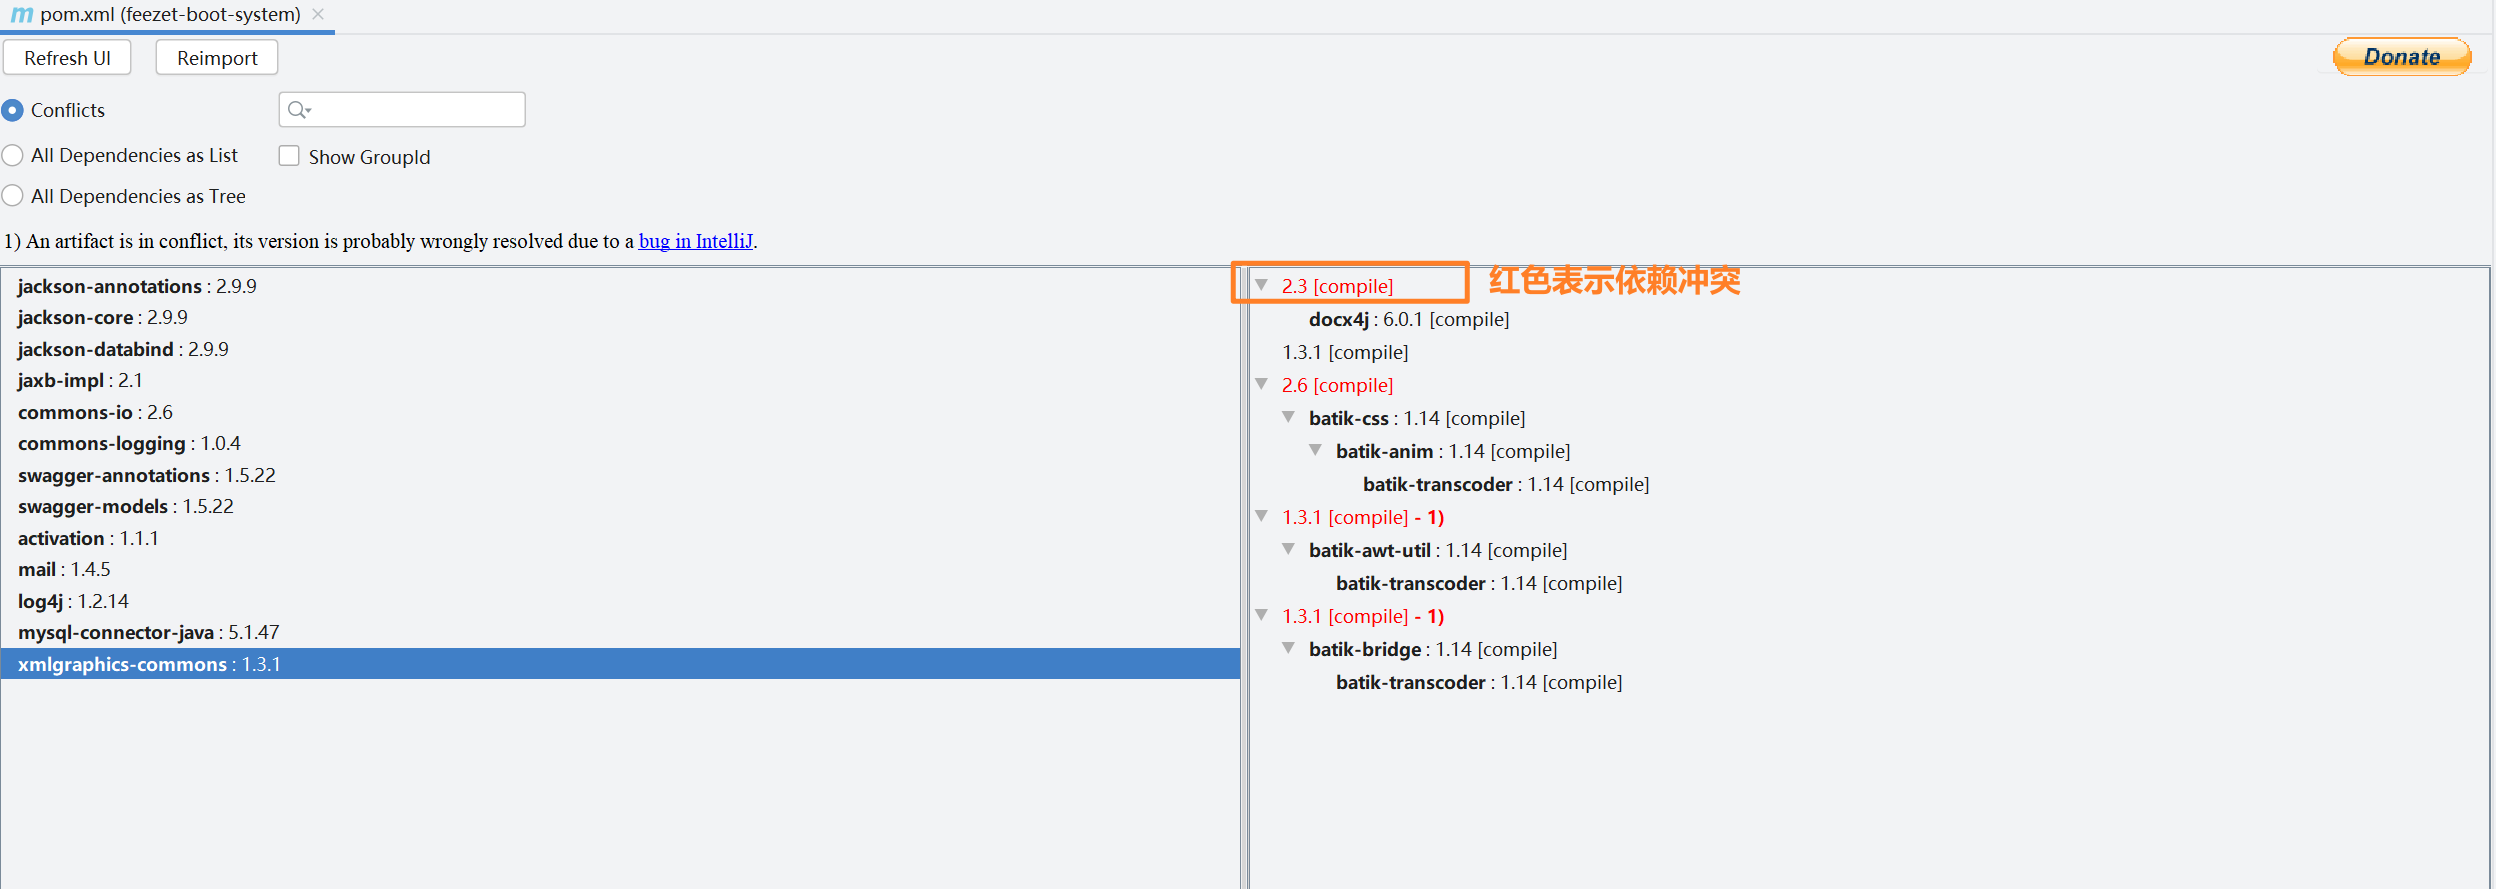 m pom.xml (feezet-boot-system) ×
Refresh UI Reimport Donate
Conflicts
All Dependencies as List Show GroupId
All Dependencies as Tree
1) An artifact is in conflict, its version is probably wrongly resolved due to a bug in IntelliJ.
jackson-annotations : 2.9.9
jackson-core : 2.9.9
jackson-databind : 2.9.9
jaxb-impl : 2.1
commons-io : 2.6
commons-logging : 1.0.4
swagger-annotations : 1.5.22
swagger-models : 1.5.22
activation : 1.1.1
mail : 1.4.5
log4j : 1.2.14
mysql-connector-java : 5.1.47
xmlgraphics-commons : 1.3.1
2.3 [compile] 红色表示依赖冲突
docx4j : 6.0.1 [compile]
1.3.1 [compile]
2.6 [compile]
batik-css : 1.14 [compile]
batik-anim : 1.14 [compile]
batik-transcoder : 1.14 [compile]
1.3.1 [compile] - 1)
batik-awt-util : 1.14 [compile]
batik-transcoder : 1.14 [compile]
1.3.1 [compile] - 1)
batik-bridge : 1.14 [compile]
batik-transcoder : 1.14 [compile]